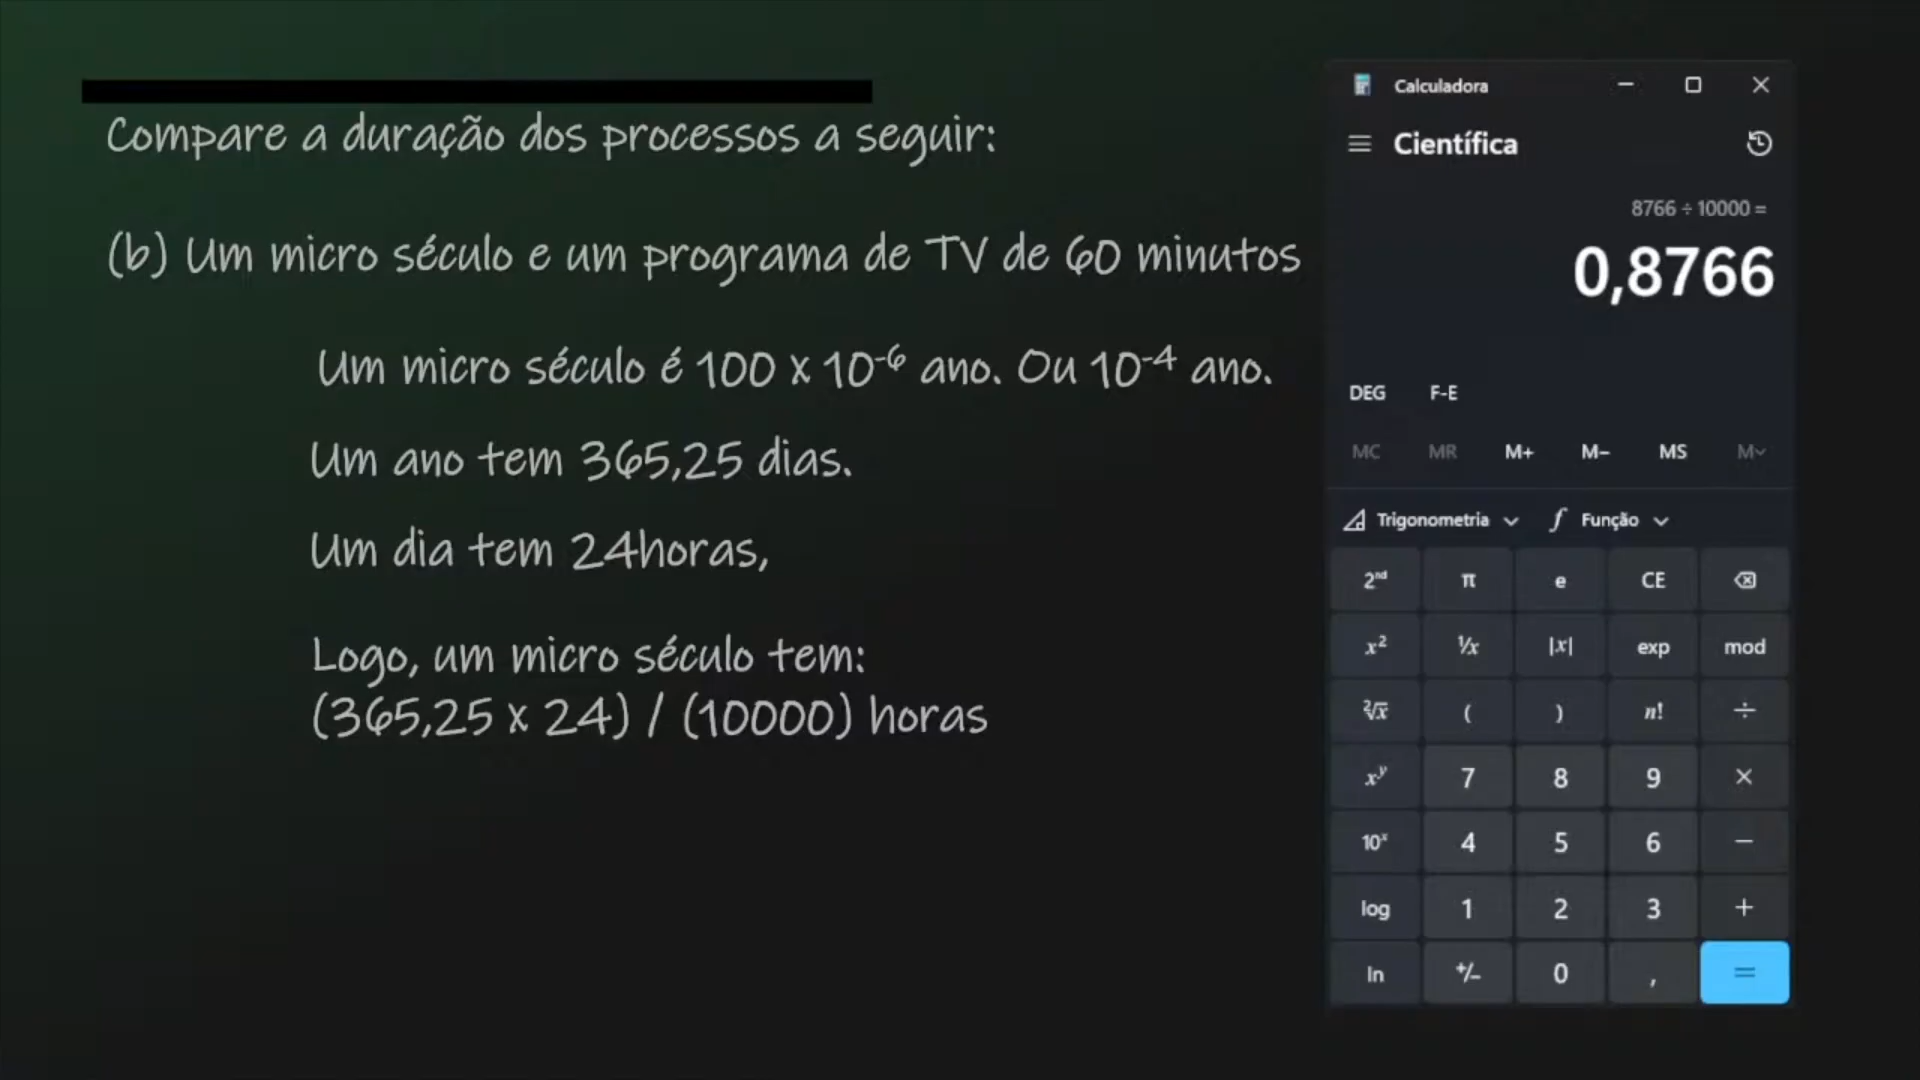 Compare a duração dos processos a seguir:
(b) Um micro século e um programa de TV de 60 minutos
Um micro século é 100 x 10⁻⁶ ano. Ou 10⁻⁴ ano.
Um ano tem 365,25 dias.
Um dia tem 24horas,
Logo, um micro século tem:
(365,25 x 24) / (10000) horas
Calculadora
Científica
8766 ÷ 10000 =
0,8766
DEG F-E
MC MR M+ M− MS M˅
Trigonometria f Função
2ⁿᵈ π e CE
x² ¹/x |x| exp mod
²√x ( ) n! ÷
xʸ 7 8 9 ×
10ˣ 4 5 6 −
log 1 2 3 +
ln +/− 0 , =